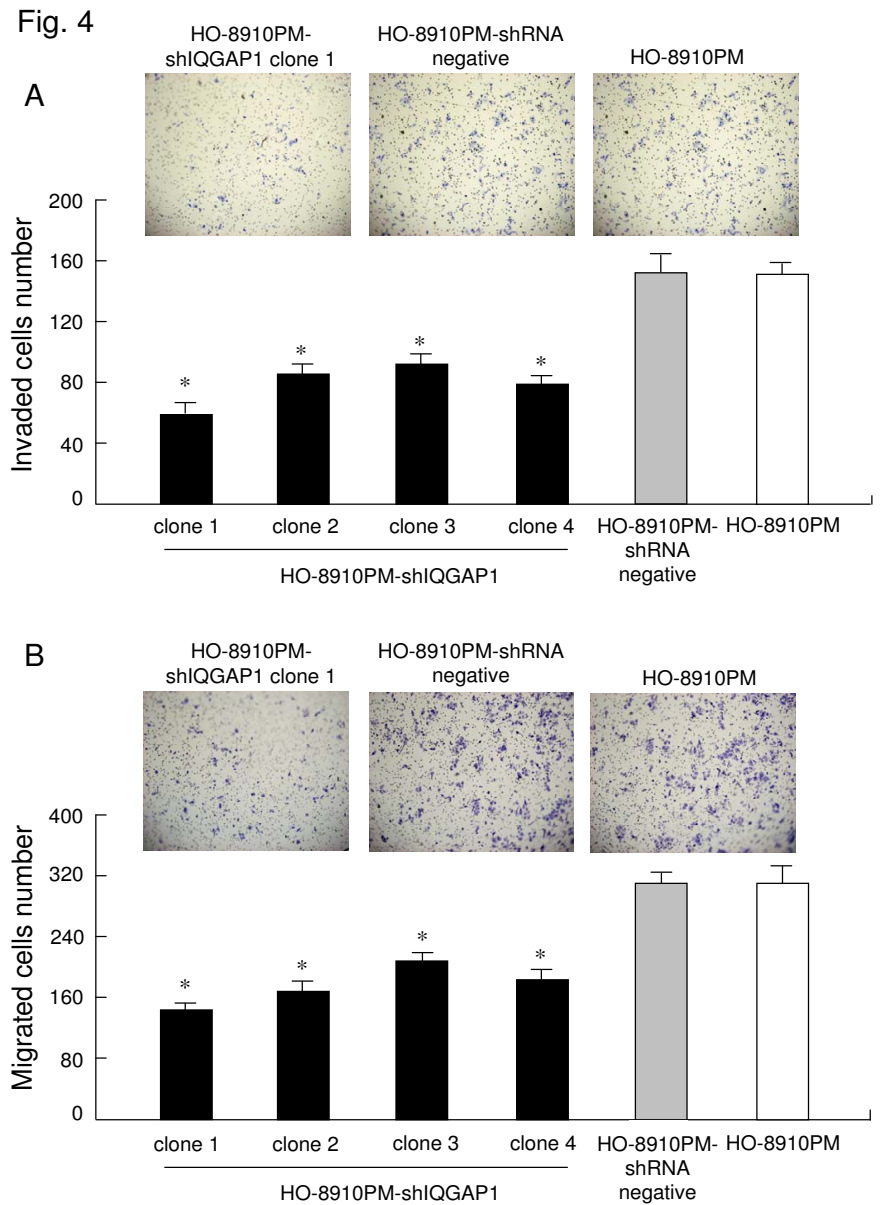 Fig. 4
A
HO-8910PM-
shIQGAP1 clone 1
HO-8910PM-shRNA
negative
HO-8910PM
Invaded cells number
200
160
120
80
40
0
*
*
*
*
clone 1
clone 2
clone 3
clone 4
HO-8910PM-
shRNA
negative
HO-8910PM
HO-8910PM-shIQGAP1
B
HO-8910PM-
shIQGAP1 clone 1
HO-8910PM-shRNA
negative
HO-8910PM
Migrated cells number
400
320
240
160
80
0
*
*
*
*
clone 1
clone 2
clone 3
clone 4
HO-8910PM-
shRNA
negative
HO-8910PM
HO-8910PM-shIQGAP1